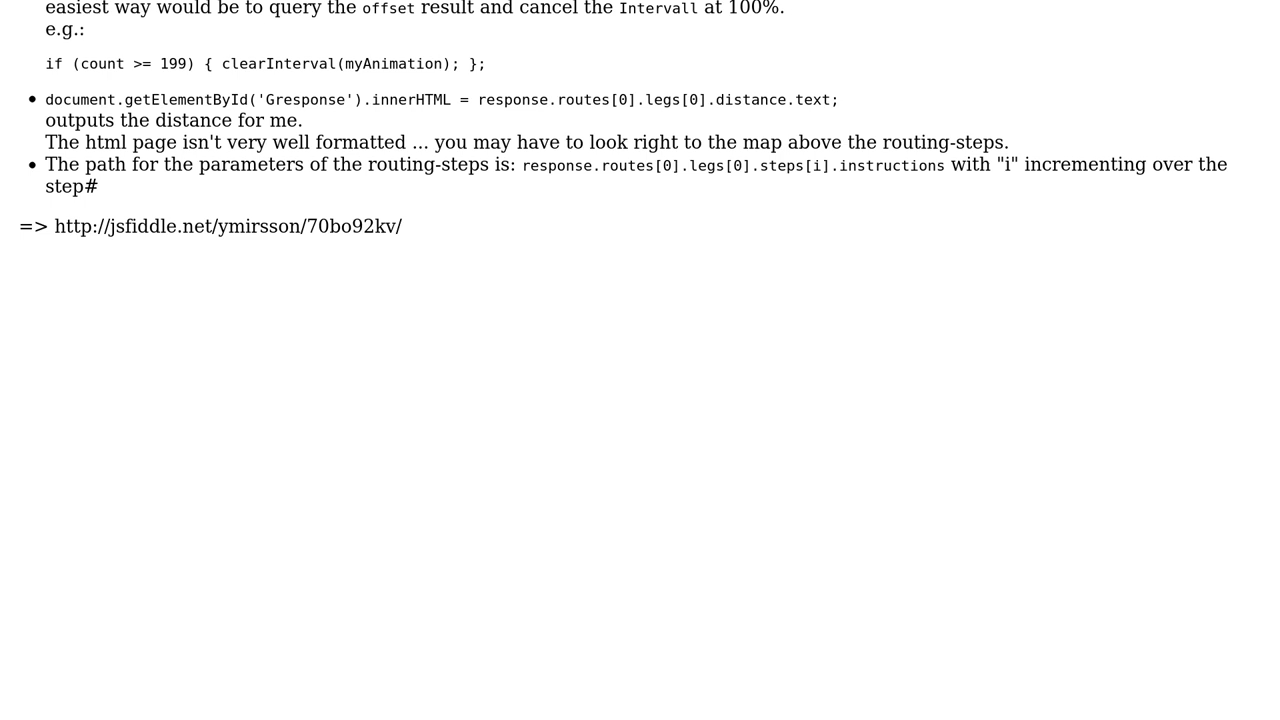 easiest way would be to query the offset result and cancel the Intervall at 100%.
e.g.:
if (count >= 199) { clearInterval(myAnimation); };
• document.getElementById('Gresponse').innerHTML = response.routes[0].legs[0].distance.text;
outputs the distance for me.
The html page isn't very well formatted ... you may have to look right to the map above the routing-steps.
• The path for the parameters of the routing-steps is: response.routes[0].legs[0].steps[i].instructions with "i" incrementing over the
step#
=> http://jsfiddle.net/ymirsson/70bo92kv/